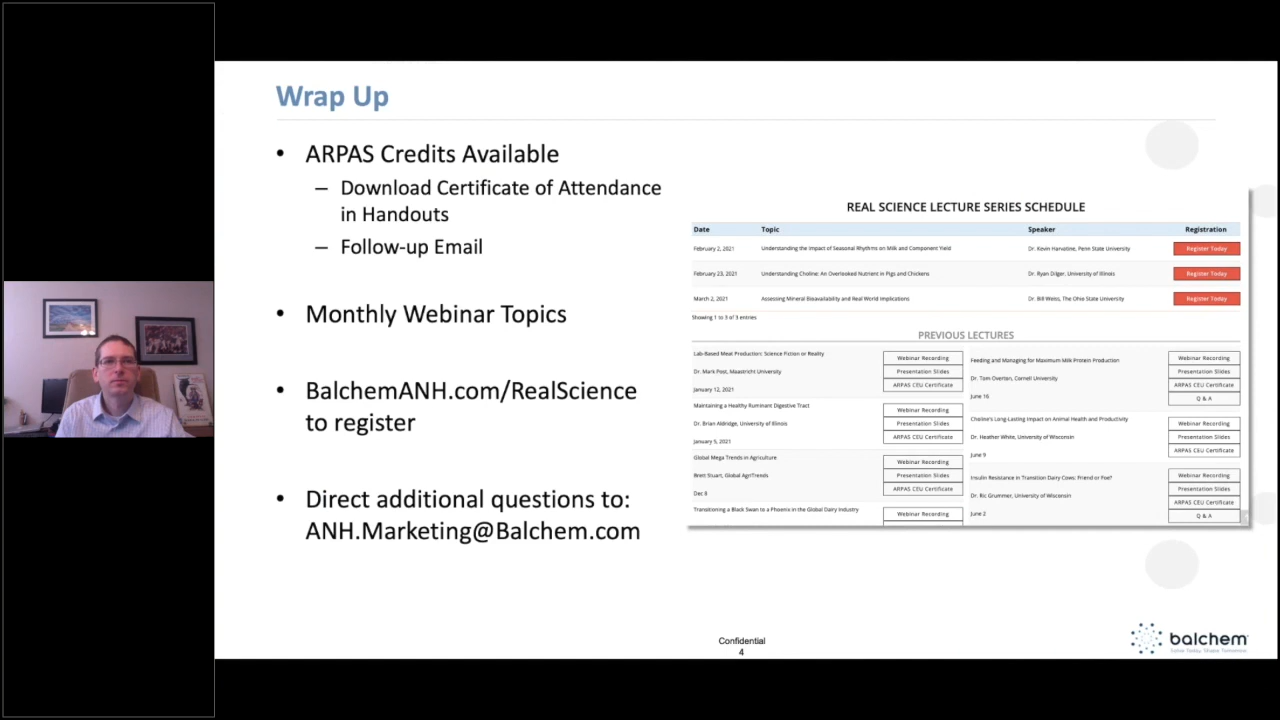 Wrap Up
• ARPAS Credits Available
– Download Certificate of Attendance
in Handouts
– Follow-up Email
• Monthly Webinar Topics
• BalchemANH.com/RealScience
to register
• Direct additional questions to:
ANH.Marketing@Balchem.com
REAL SCIENCE LECTURE SERIES SCHEDULE
Date Topic Speaker Registration
February 2, 2021 Understanding the Impact of Seasonal Rhythms on Milk and Component Yield Dr. Kevin Harvatine, Penn State University Register Today
February 23, 2021 Understanding Choline: An Overlooked Nutrient in Pigs and Chickens Dr. Ryan Dilger, University of Illinois Register Today
March 2, 2021 Assessing Mineral Bioavailability and Real World Implications Dr. Bill Weiss, The Ohio State University Register Today
Showing 1 to 3 of 3 entries
PREVIOUS LECTURES
Lab-Based Meat Production: Science Fiction or Reality
Dr. Mark Post, Maastricht University
January 12, 2021
Webinar Recording
Presentation Slides
ARPAS CEU Certificate
Maintaining a Healthy Ruminant Digestive Tract
Dr. Brian Aldridge, University of Illinois
January 5, 2021
Webinar Recording
Presentation Slides
ARPAS CEU Certificate
Global Mega Trends in Agriculture
Brett Stuart, Global AgriTrends
Dec 8
Webinar Recording
Presentation Slides
ARPAS CEU Certificate
Transitioning a Black Swan to a Phoenix in the Global Dairy Industry
Webinar Recording
Feeding and Managing for Maximum Milk Protein Production
Dr. Tom Overton, Cornell University
June 16
Webinar Recording
Presentation Slides
ARPAS CEU Certificate
Q & A
Choline's Long-Lasting Impact on Animal Health and Productivity
Dr. Heather White, University of Wisconsin
June 9
Webinar Recording
Presentation Slides
ARPAS CEU Certificate
Insulin Resistance in Transition Dairy Cows: Friend or Foe?
Dr. Ric Grummer, University of Wisconsin
June 2
Webinar Recording
Presentation Slides
ARPAS CEU Certificate
Q & A
Confidential
4
balchem
Solve Today, Shape Tomorrow